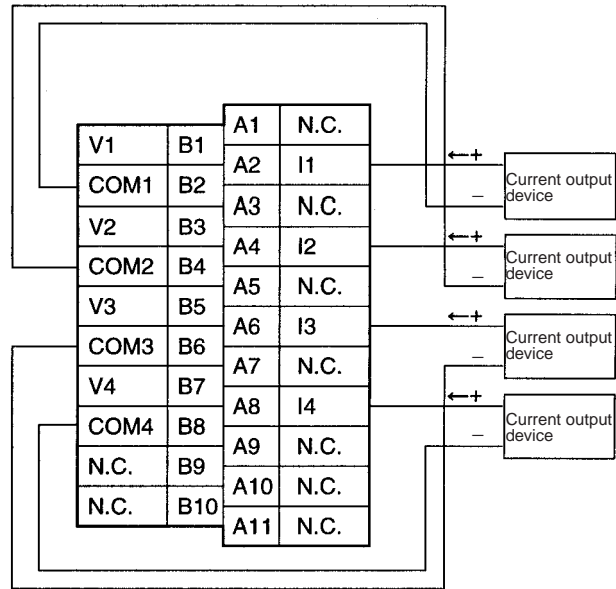 V1 B1
COM1 B2
V2 B3
COM2 B4
V3 B5
COM3 B6
V4 B7
COM4 B8
N.C. B9
N.C. B10
A1 N.C.
A2 I1
A3 N.C.
A4 I2
A5 N.C.
A6 I3
A7 N.C.
A8 I4
A9 N.C.
A10 N.C.
A11 N.C.
←+
−
Current output
device
←+
−
Current output
device
←+
−
Current output
device
←+
−
Current output
device